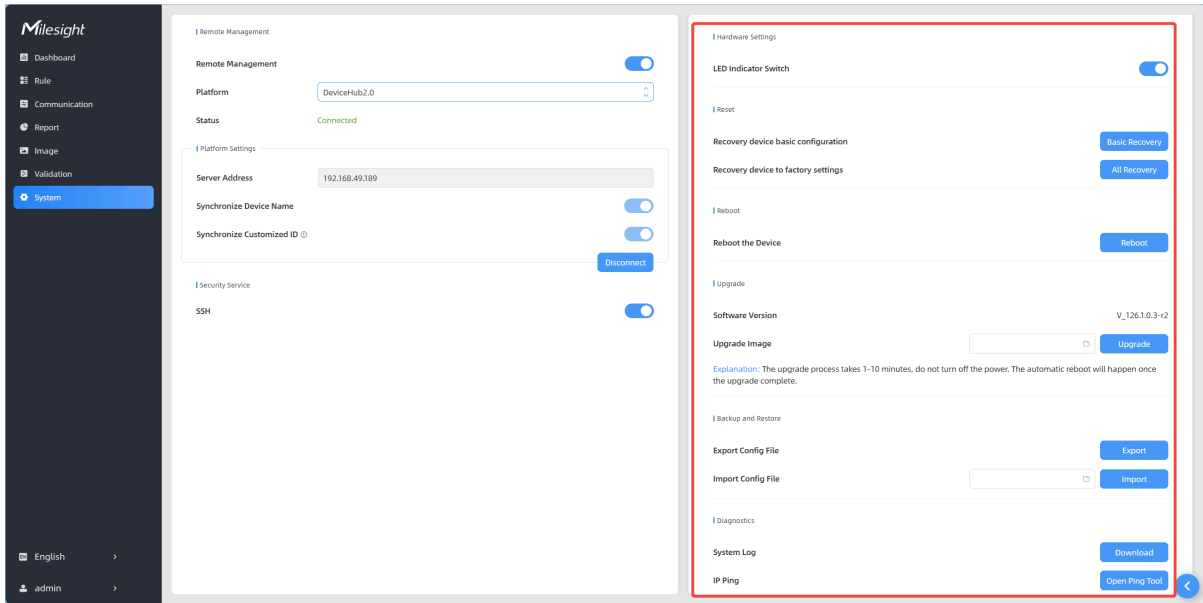 Milesight
Dashboard
Rule
Communication
Report
Image
Validation
System
English
admin
Remote Management
Remote Management
Platform
DeviceHub2.0
Status
Connected
Platform Settings
Server Address
192.168.49.189
Synchronize Device Name
Synchronize Customized ID
Disconnect
Security Service
SSH
Hardware Settings
LED Indicator Switch
Reset
Recovery device basic configuration
Basic Recovery
Recovery device to factory settings
All Recovery
Reboot
Reboot the Device
Reboot
Upgrade
Software Version
V_126.1.0.3-r2
Upgrade Image
Upgrade
Explanation: The upgrade process takes 1-10 minutes, do not turn off the power. The automatic reboot will happen once
the upgrade complete.
Backup and Restore
Export Config File
Export
Import Config File
Import
Diagnostics
System Log
Download
IP Ping
Open Ping Tool